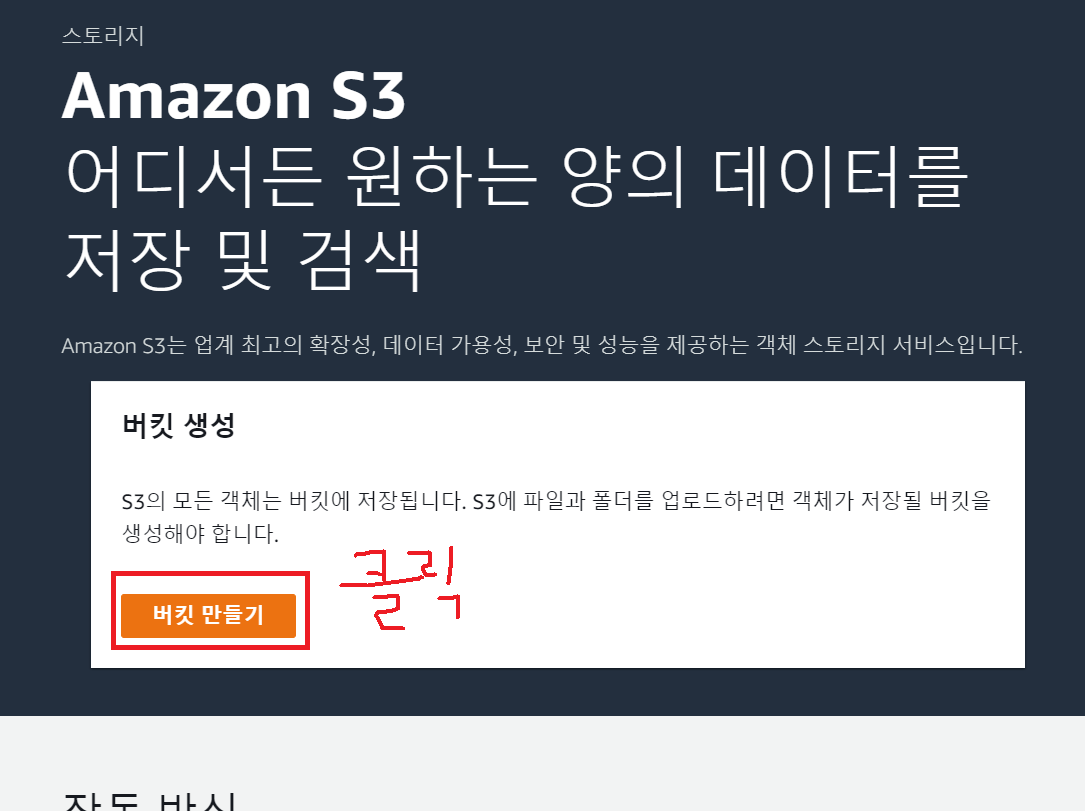 스토리지
Amazon S3
어디서든 원하는 양의 데이터를
저장 및 검색
Amazon S3는 업계 최고의 확장성, 데이터 가용성, 보안 및 성능을 제공하는 객체 스토리지 서비스입니다.
버킷 생성
S3의 모든 객체는 버킷에 저장됩니다. S3에 파일과 폴더를 업로드하려면 객체가 저장될 버킷을
생성해야 합니다.
클릭
버킷 만들기
작동 방식